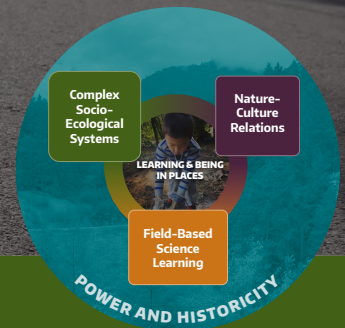 Complex
Socio-
Ecological
Systems
Nature-
Culture
Relations
LEARNING & BEING
IN PLACES
Field-Based
Science
Learning
POWER AND HISTORICITY